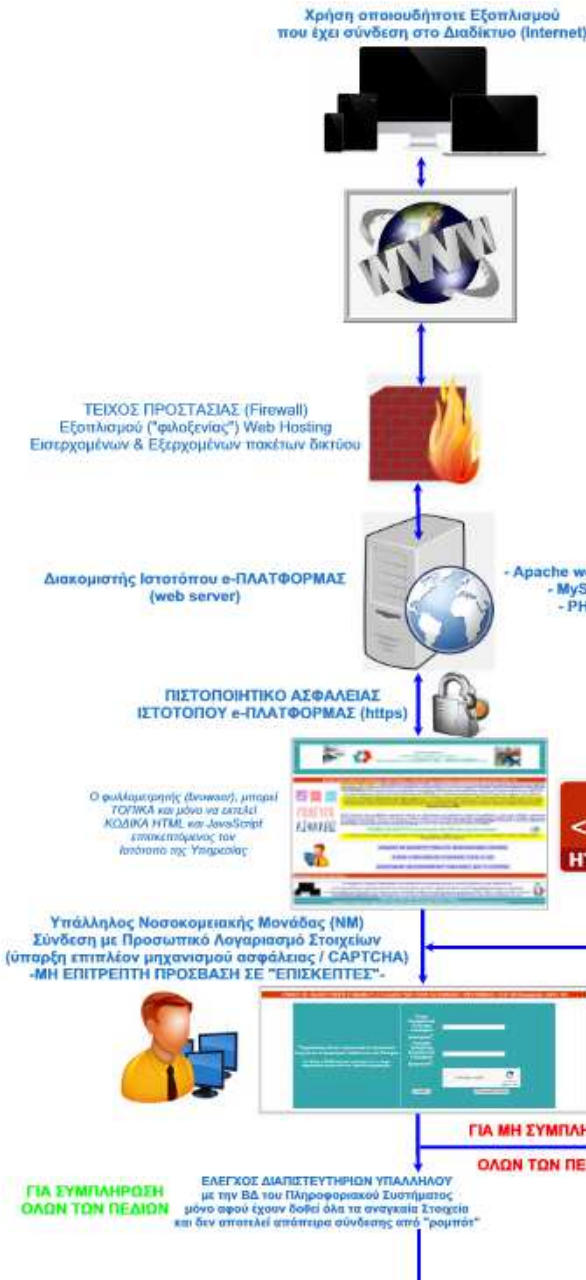 Χρήση οποιουδήποτε Εξοπλισμού
που έχει σύνδεση στο Διαδίκτυο (Internet)
WWW
ΤΕΙΧΟΣ ΠΡΟΣΤΑΣΙΑΣ (Firewall)
Εξοπλισμού ("φιλοξενίας") Web Hosting
Εισερχομένων & Εξερχομένων πακέτων δικτύου
Διακομιστής Ιστοτόπου e-ΠΛΑΤΦΟΡΜΑΣ
(web server)
- Apache we
- MyS
- PH
ΠΙΣΤΟΠΟΙΗΤΙΚΟ ΑΣΦΑΛΕΙΑΣ
ΙΣΤΟΤΟΠΟΥ e-ΠΛΑΤΦΟΡΜΑΣ (https)
Ο φυλλομετρητής (browser), μπορεί
ΤΟΠΙΚΑ και μόνο να εκτελεί
ΚΩΔΙΚΑ HTML και JavaScript
επισκεπτόμενος τον
Ιστότοπο της Υπηρεσίας
<
HT
Υπάλληλος Νοσοκομειακής Μονάδας (ΝΜ)
Σύνδεση με Προσωπικό Λογαριασμό Στοιχείων
(ύπαρξη επιπλέον μηχανισμού ασφάλειας / CAPTCHA)
-ΜΗ ΕΠΙΤΡΕΠΤΗ ΠΡΟΣΒΑΣΗ ΣΕ "ΕΠΙΣΚΕΠΤΕΣ"-
ΓΙΑ ΜΗ ΣΥΜΠΛΗ
ΟΛΩΝ ΤΩΝ ΠΕ
ΓΙΑ ΣΥΜΠΛΗΡΩΣΗ
ΟΛΩΝ ΤΩΝ ΠΕΔΙΩΝ
ΕΛΕΓΧΟΣ ΔΙΑΠΙΣΤΕΥΤΗΡΙΩΝ ΥΠΑΛΛΗΛΟΥ
με την ΒΔ του Πληροφοριακού Συστήματος
μόνο αφού έχουν δοθεί όλα τα αναγκαία Στοιχεία
και δεν αποτελεί απόπειρα σύνδεσης από "ρομπότ"